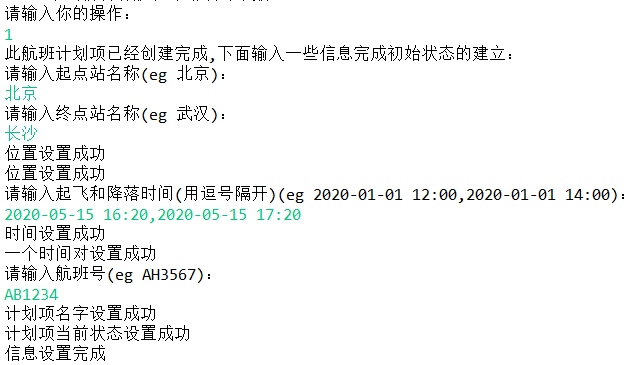 请输入你的操作：
1
此航班计划项已经创建完成,下面输入一些信息完成初始状态的建立：
请输入起点站名称(eg 北京)：
北京
请输入终点站名称(eg 武汉)：
长沙
位置设置成功
位置设置成功
请输入起飞和降落时间(用逗号隔开)(eg 2020-01-01 12:00,2020-01-01 14:00)：
2020-05-15 16:20,2020-05-15 17:20
时间设置成功
一个时间对设置成功
请输入航班号(eg AH3567)：
AB1234
计划项名字设置成功
计划项当前状态设置成功
信息设置完成